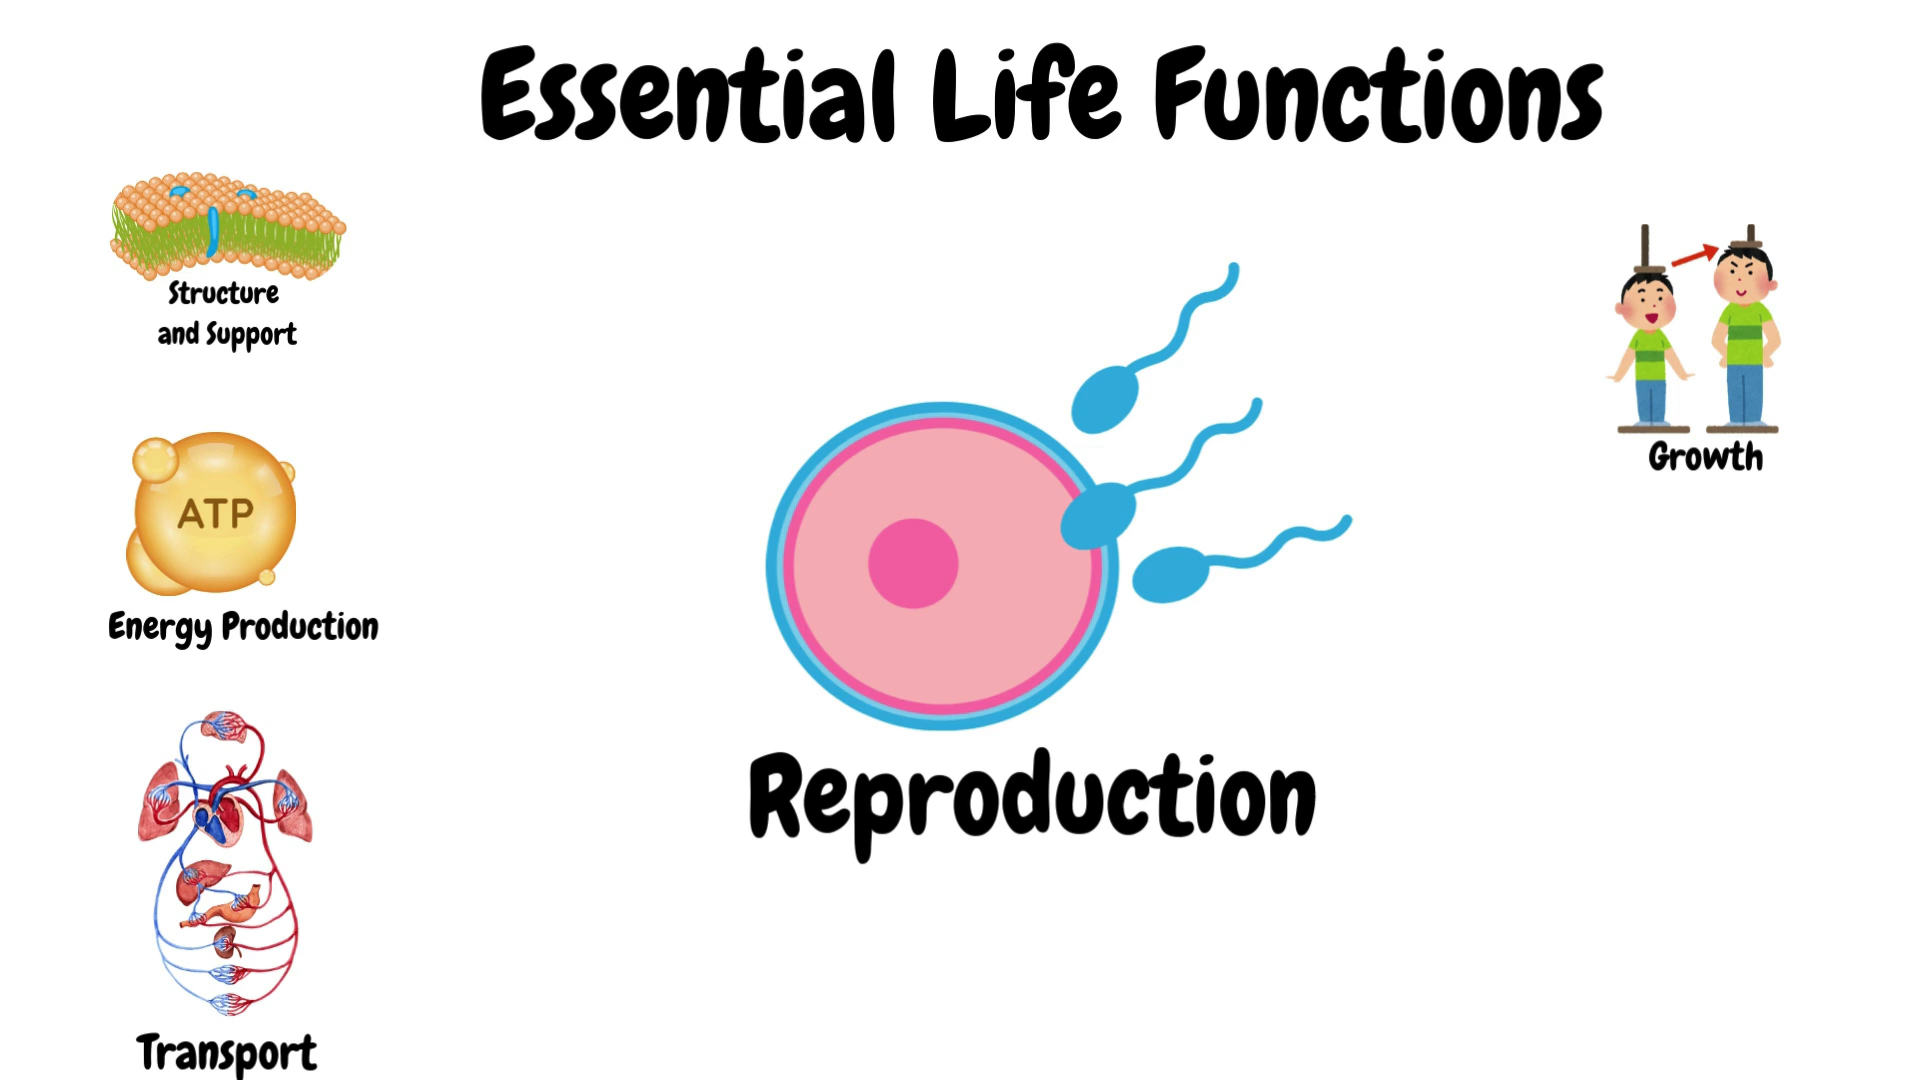 Essential Life Functions
Structure
and Support
ATP
Energy Production
Transport
Reproduction
Growth